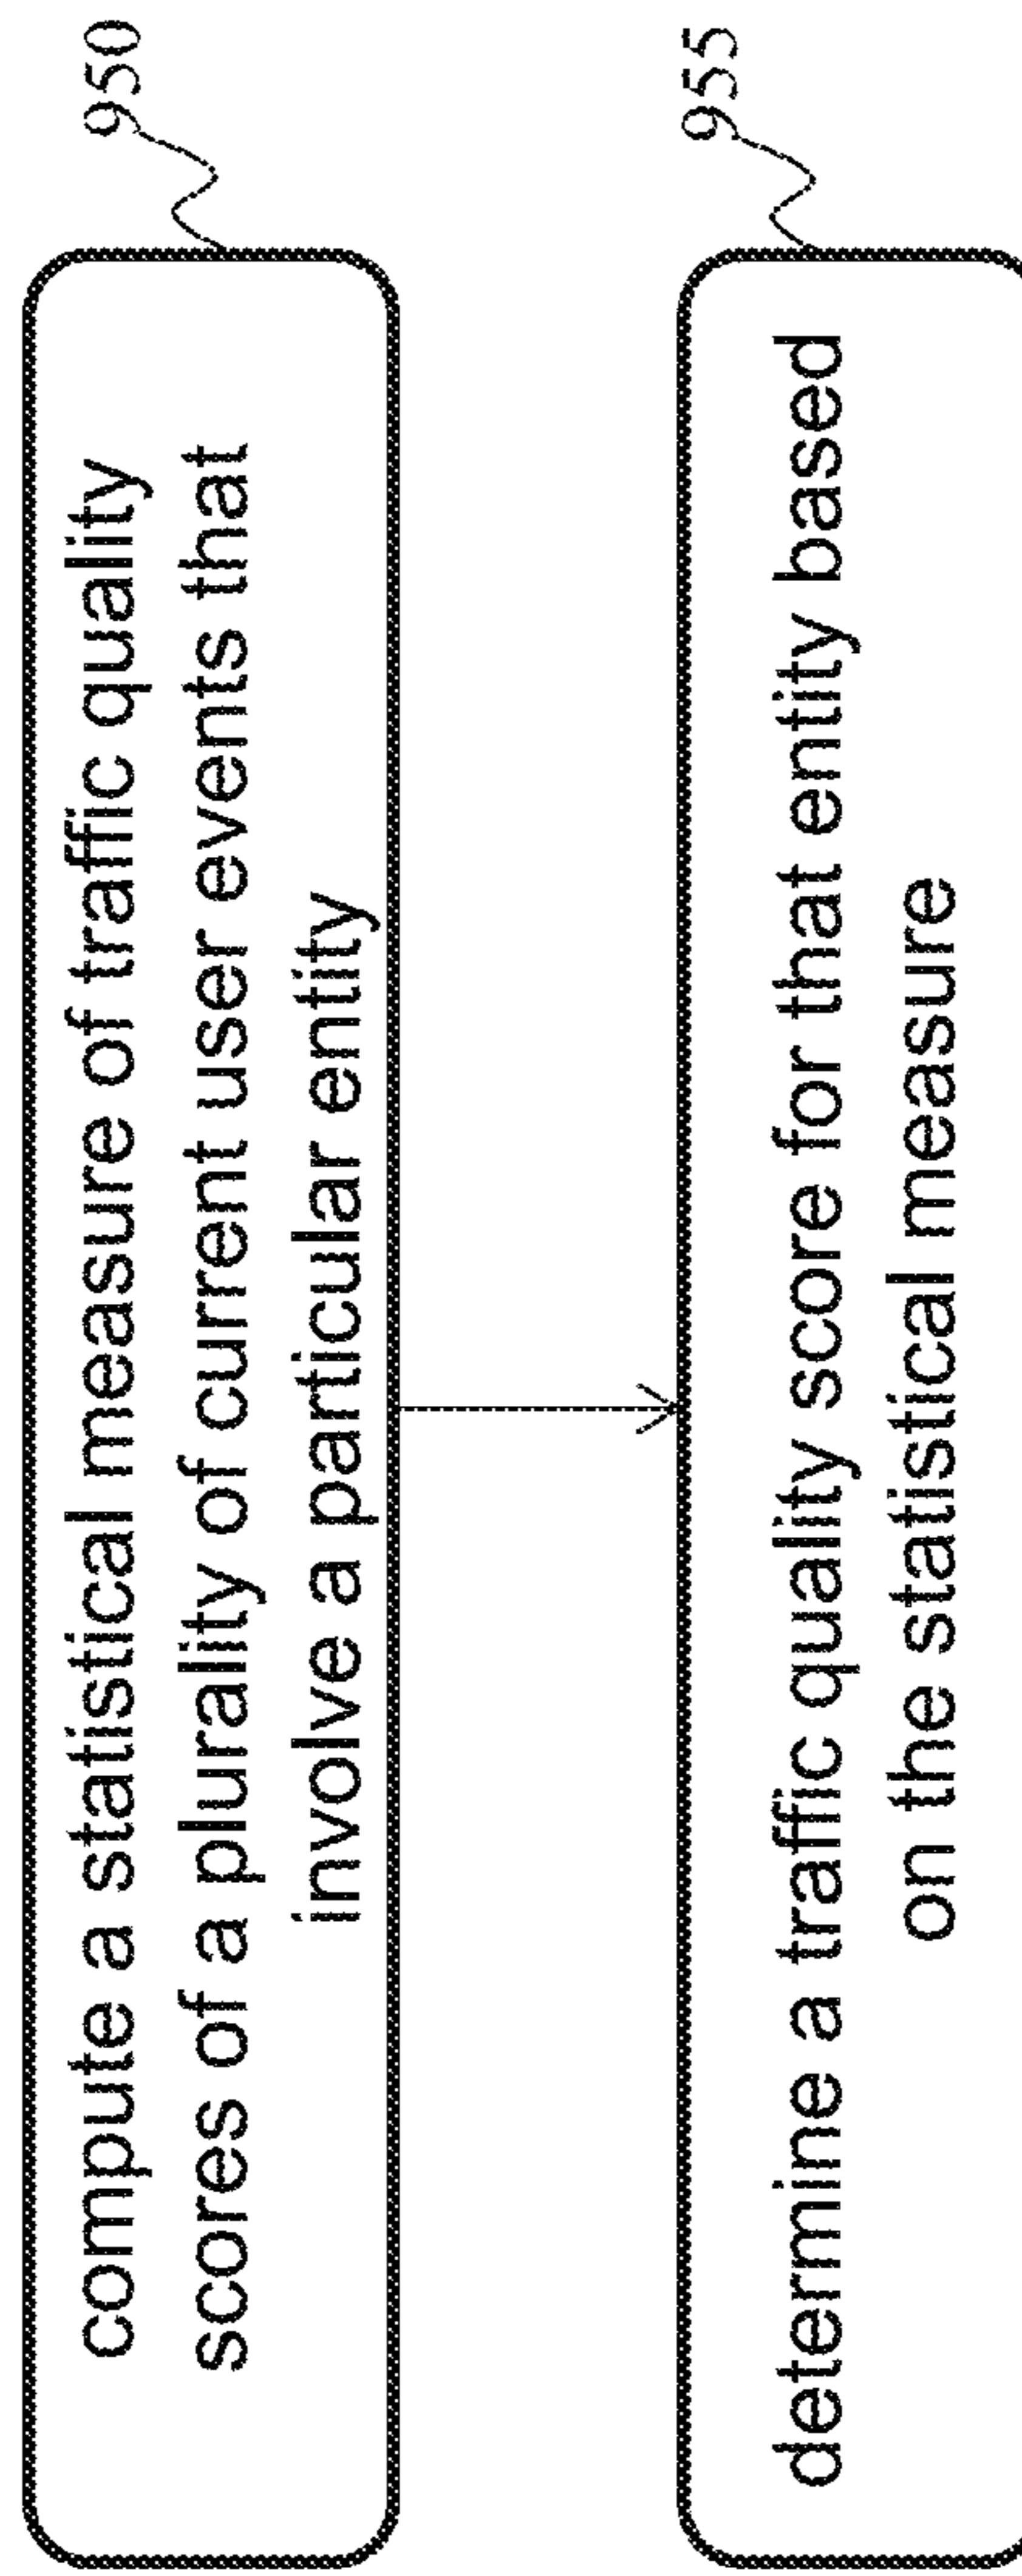 950
compute a statistical measure of traffic quality
scores of a plurality of current user events that
involve a particular entity
955
determine a traffic quality score for that entity based
on the statistical measure